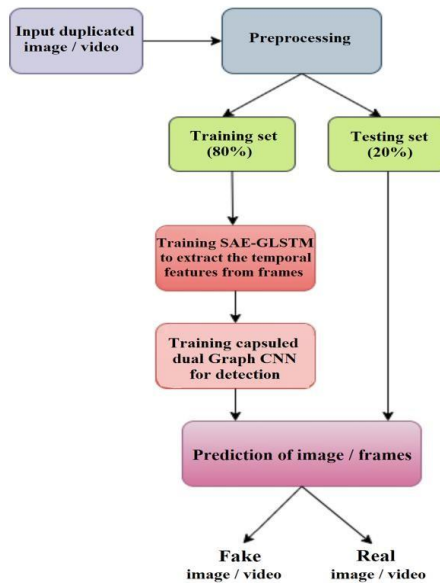 Input duplicated
image / video
Preprocessing
Training set
(80%)
Testing set
(20%)
Training SAE-GLSTM
to extract the temporal
features from frames
Training capsuled
dual Graph CNN
for detection
Prediction of image / frames
Fake
image / video
Real
image / video